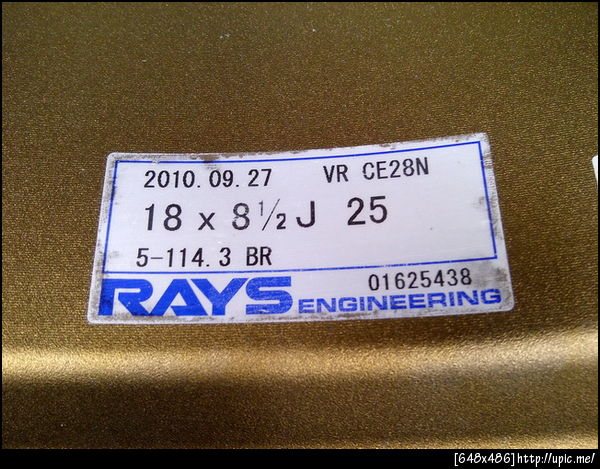 2010.09.27 VR CE28N
18 x 8½J 25
5-114.3 BR
01625438
RAYS ENGINEERING
[648x486]http://upic.me/